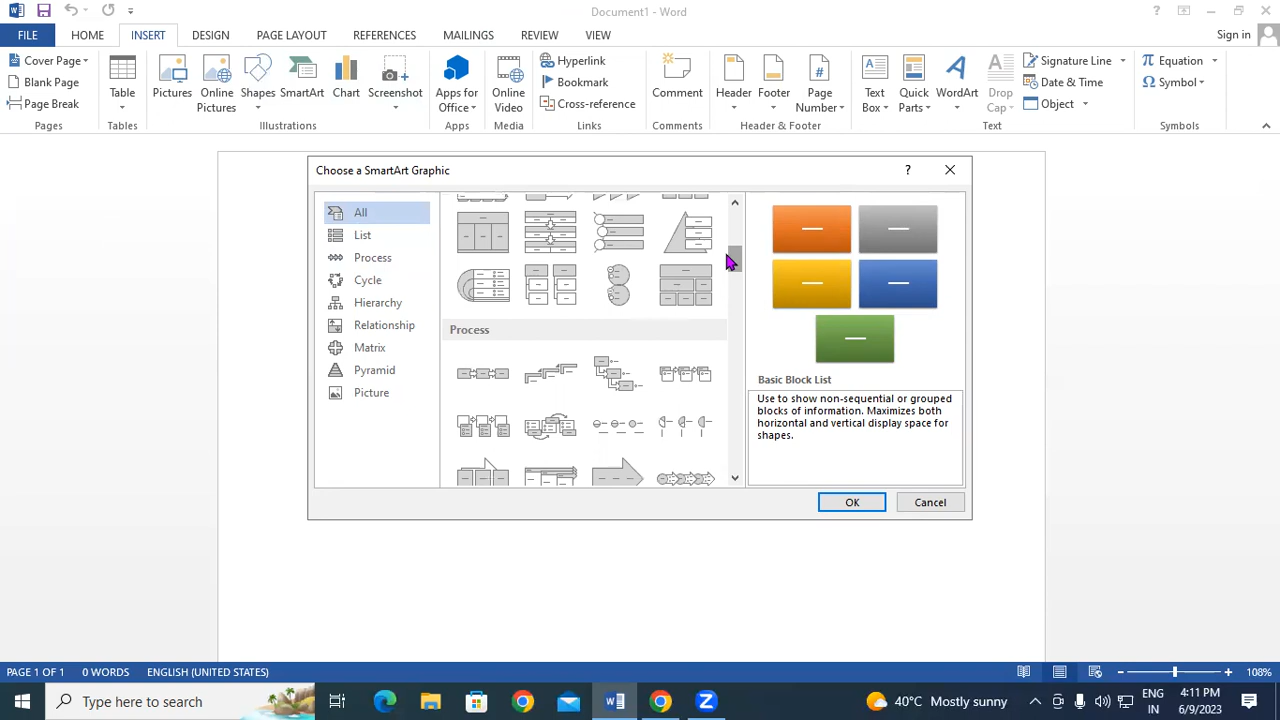 Document1 - Word
FILE HOME INSERT DESIGN PAGE LAYOUT REFERENCES MAILINGS REVIEW VIEW Sign in
Cover Page
Blank Page
Page Break
Pages
Table
Tables
Pictures
Online Pictures
Shapes
SmartArt
Chart
Screenshot
Illustrations
Apps for Office
Apps
Online Video
Media
Hyperlink
Bookmark
Cross-reference
Links
Comment
Comments
Header
Footer
Page Number
Header & Footer
Text Box
Quick Parts
WordArt
Drop Cap
Signature Line
Date & Time
Object
Text
Equation
Symbol
Symbols
Choose a SmartArt Graphic
All
List
Process
Cycle
Hierarchy
Relationship
Matrix
Pyramid
Picture
Process
Basic Block List
Use to show non-sequential or grouped
blocks of information. Maximizes both
horizontal and vertical display space for
shapes.
OK Cancel
PAGE 1 OF 1 0 WORDS ENGLISH (UNITED STATES) 108%
Type here to search
40°C Mostly sunny
ENG
IN
4:11 PM
6/9/2023